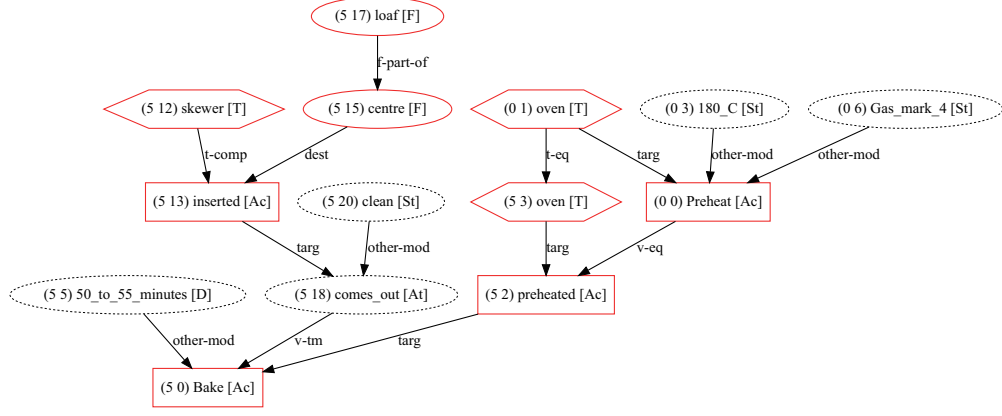 (5 17) loaf [F]
f-part-of
(5 12) skewer [T]
(5 15) centre [F]
(0 1) oven [T]
(0 3) 180_C [St]
(0 6) Gas_mark_4 [St]
t-comp
dest
t-eq
targ
other-mod
other-mod
(5 13) inserted [Ac]
(5 20) clean [St]
(5 3) oven [T]
(0 0) Preheat [Ac]
targ
other-mod
targ
v-eq
(5 5) 50_to_55_minutes [D]
(5 18) comes_out [At]
(5 2) preheated [Ac]
other-mod
v-tm
targ
(5 0) Bake [Ac]